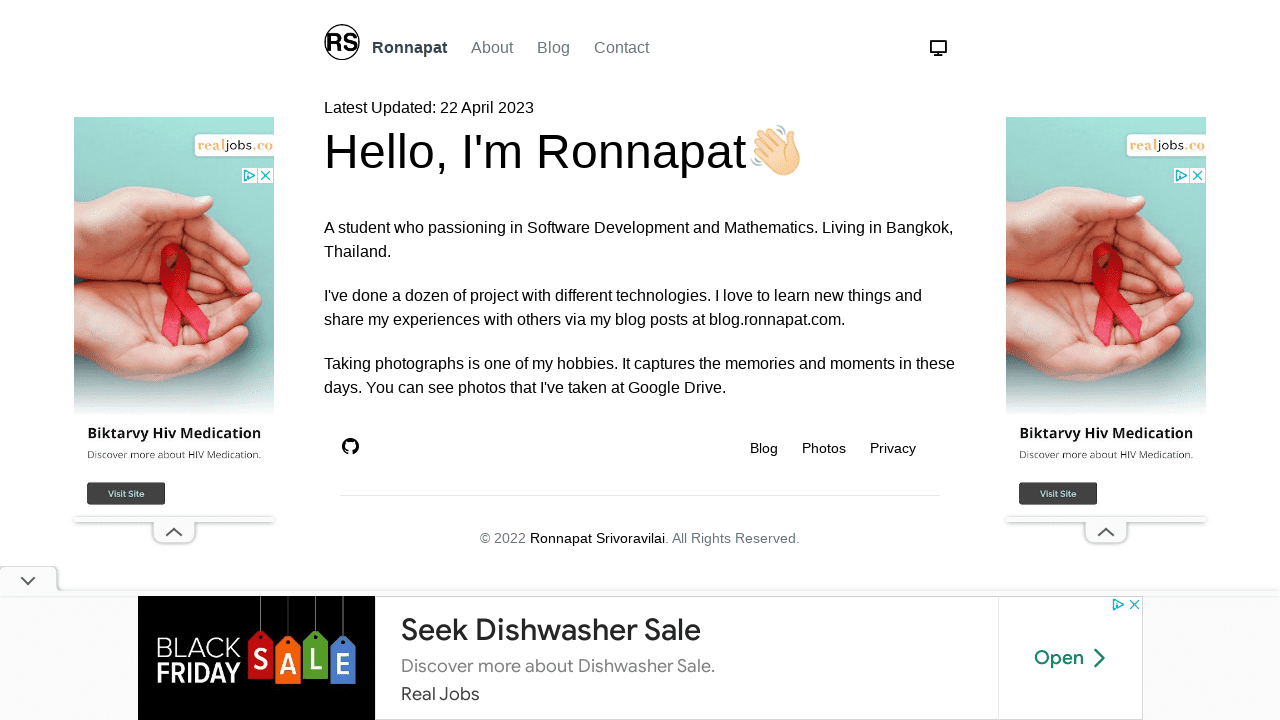 RS Ronnapat About Blog Contact
Latest Updated: 22 April 2023
Hello, I'm Ronnapat👋🏻
A student who passioning in Software Development and Mathematics. Living in Bangkok,
Thailand.
I've done a dozen of project with different technologies. I love to learn new things and
share my experiences with others via my blog posts at blog.ronnapat.com.
Taking photographs is one of my hobbies. It captures the memories and moments in these
days. You can see photos that I've taken at Google Drive.
Blog Photos Privacy
© 2022 Ronnapat Srivoravilai. All Rights Reserved.
realjobs.co
Biktarvy Hiv Medication
Discover more about HIV Medication.
Visit Site
realjobs.co
Biktarvy Hiv Medication
Discover more about HIV Medication.
Visit Site
BLACK
FRIDAY
SALE
Seek Dishwasher Sale
Discover more about Dishwasher Sale.
Real Jobs
Open